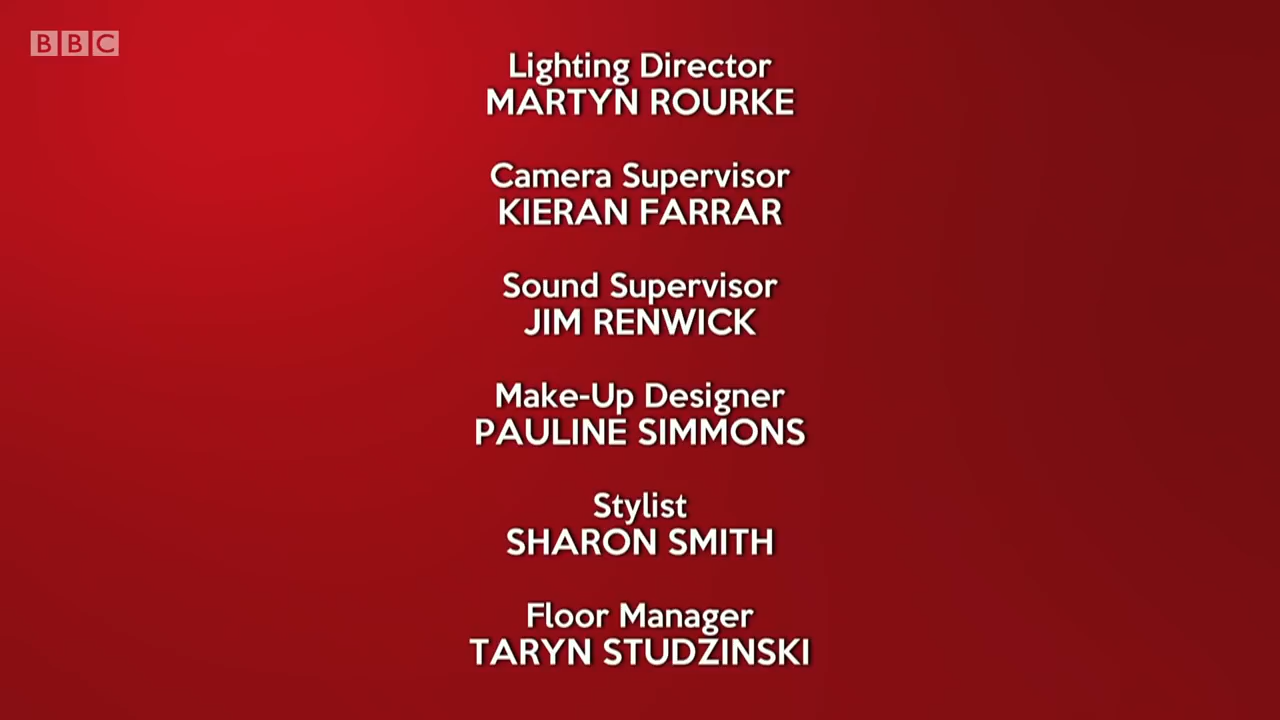 BBC
Lighting Director
MARTYN ROURKE
Camera Supervisor
KIERAN FARRAR
Sound Supervisor
JIM RENWICK
Make-Up Designer
PAULINE SIMMONS
Stylist
SHARON SMITH
Floor Manager
TARYN STUDZINSKI